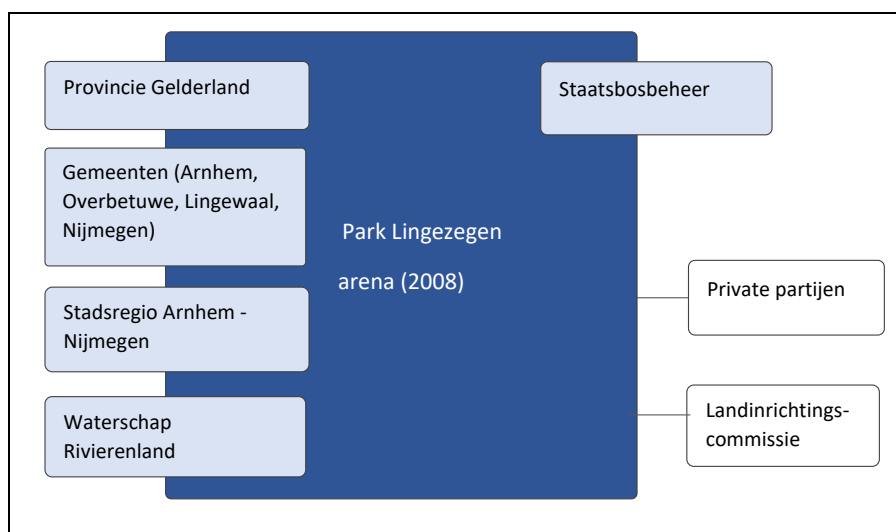 Provincie Gelderland
Gemeenten (Arnhem,
Overbetuwe, Lingewaal,
Nijmegen)
Stadsregio Arnhem -
Nijmegen
Waterschap
Rivierenland
Park Lingezegen
arena (2008)
Staatsbosbeheer
Private partijen
Landinrichtings-
commissie